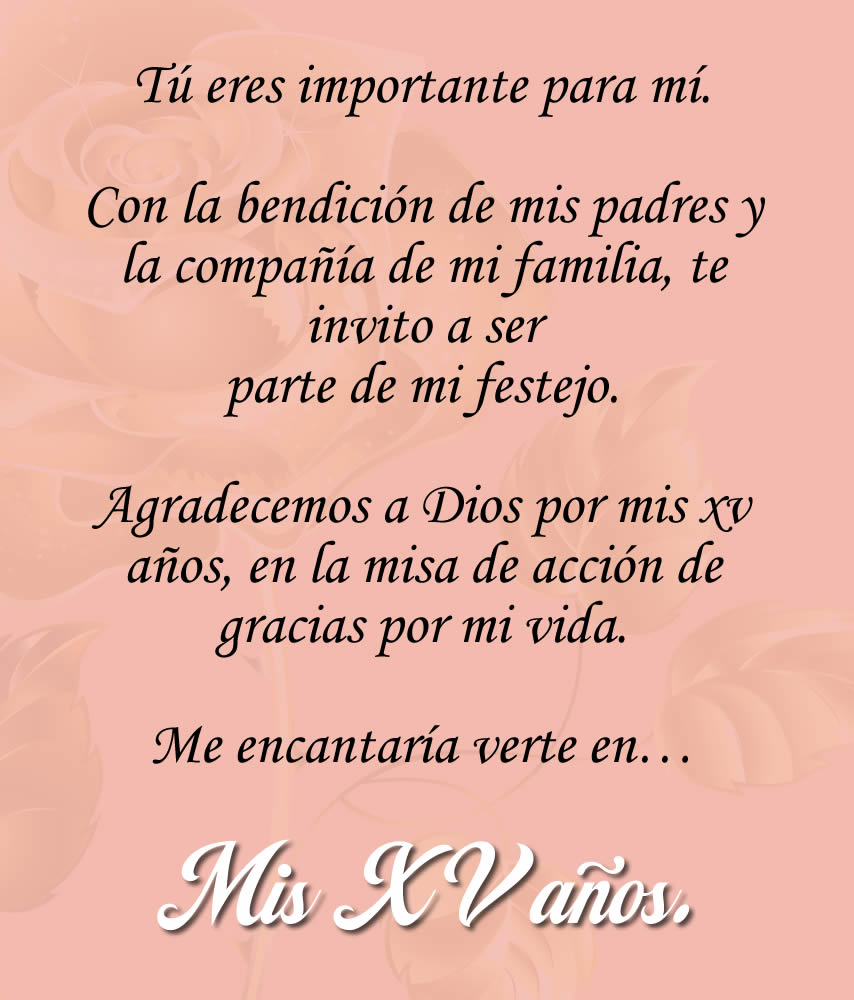 Tú eres importante para mí.
Con la bendición de mis padres y
la compañía de mi familia, te
invito a ser
parte de mi festejo.
Agradecemos a Dios por mis xv
años, en la misa de acción de
gracias por mi vida.
Me encantaría verte en…
Mis XV años.